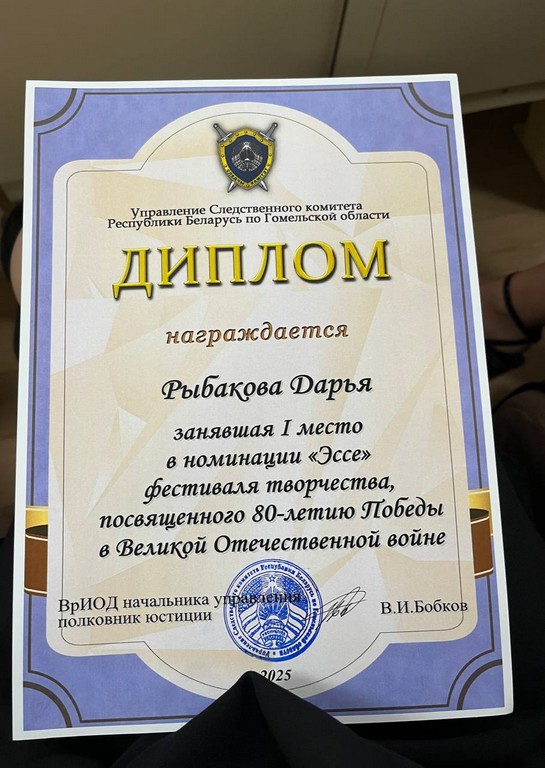 Управление Следственного комитета
Республики Беларусь по Гомельской области
ДИПЛОМ
награждается
Рыбакова Дарья
занявшая I место
в номинации «Эссе»
фестиваля творчества,
посвященного 80-летию Победы
в Великой Отечественной войне
ВрИОД начальника управления
полковник юстиции
В.И.Бобков
2025